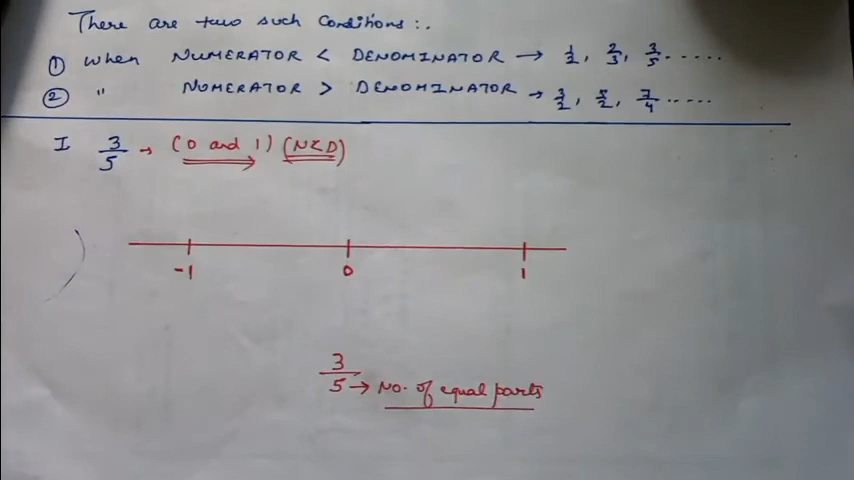 There are two such Conditions:.
① When NUMERATOR < DENOMINATOR → 1/2, 2/3, 3/5 .....
② " NUMERATOR > DENOMINATOR → 3/2, 5/2, 7/4 .....
I 3/5 → (0 and 1) (N<D)
-1 0 1
3/5 → No. of equal parts